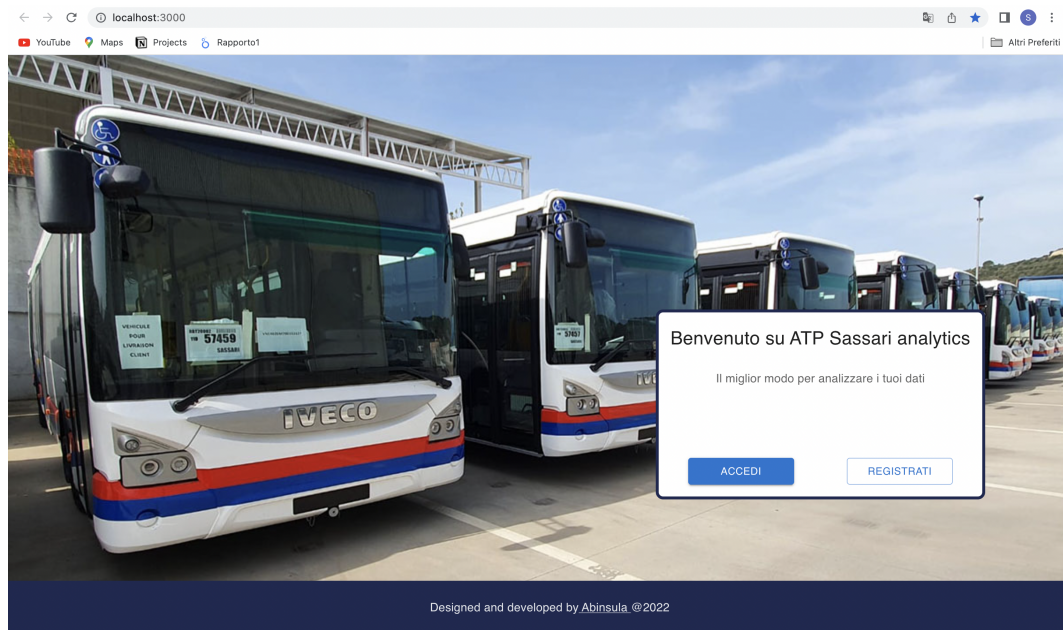 localhost:3000
S
YouTube
Maps
Projects
Rapporto1
Altri Preferiti
VEHICULE
POUR
LIVRAISON
CLIENT
57459
SASSARI
57457
IVECO
Benvenuto su ATP Sassari analytics
Il miglior modo per analizzare i tuoi dati
ACCEDI
REGISTRATI
Designed and developed by Abinsula @2022